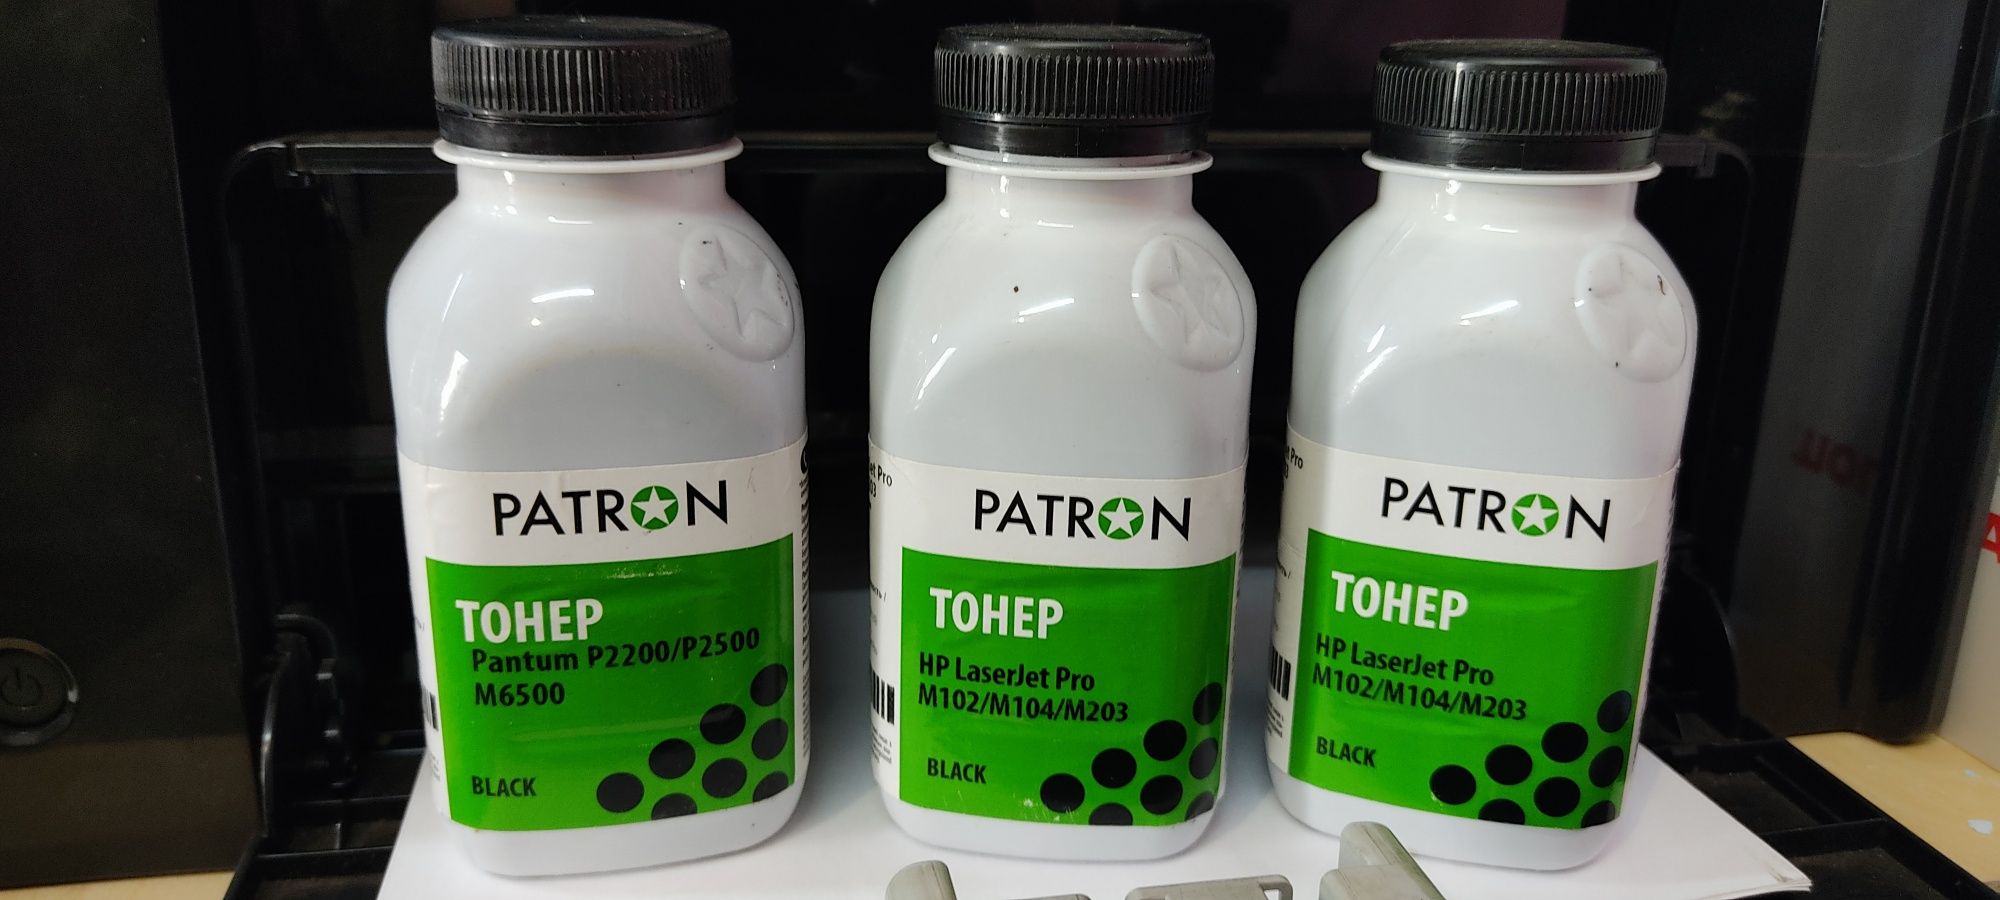 PATRON
ТОНЕР
Pantum P2200/P2500
M6500
BLACK
PATRON
ТОНЕР
HP LaserJet Pro
M102/M104/M203
BLACK
PATRON
ТОНЕР
HP LaserJet Pro
M102/M104/M203
BLACK